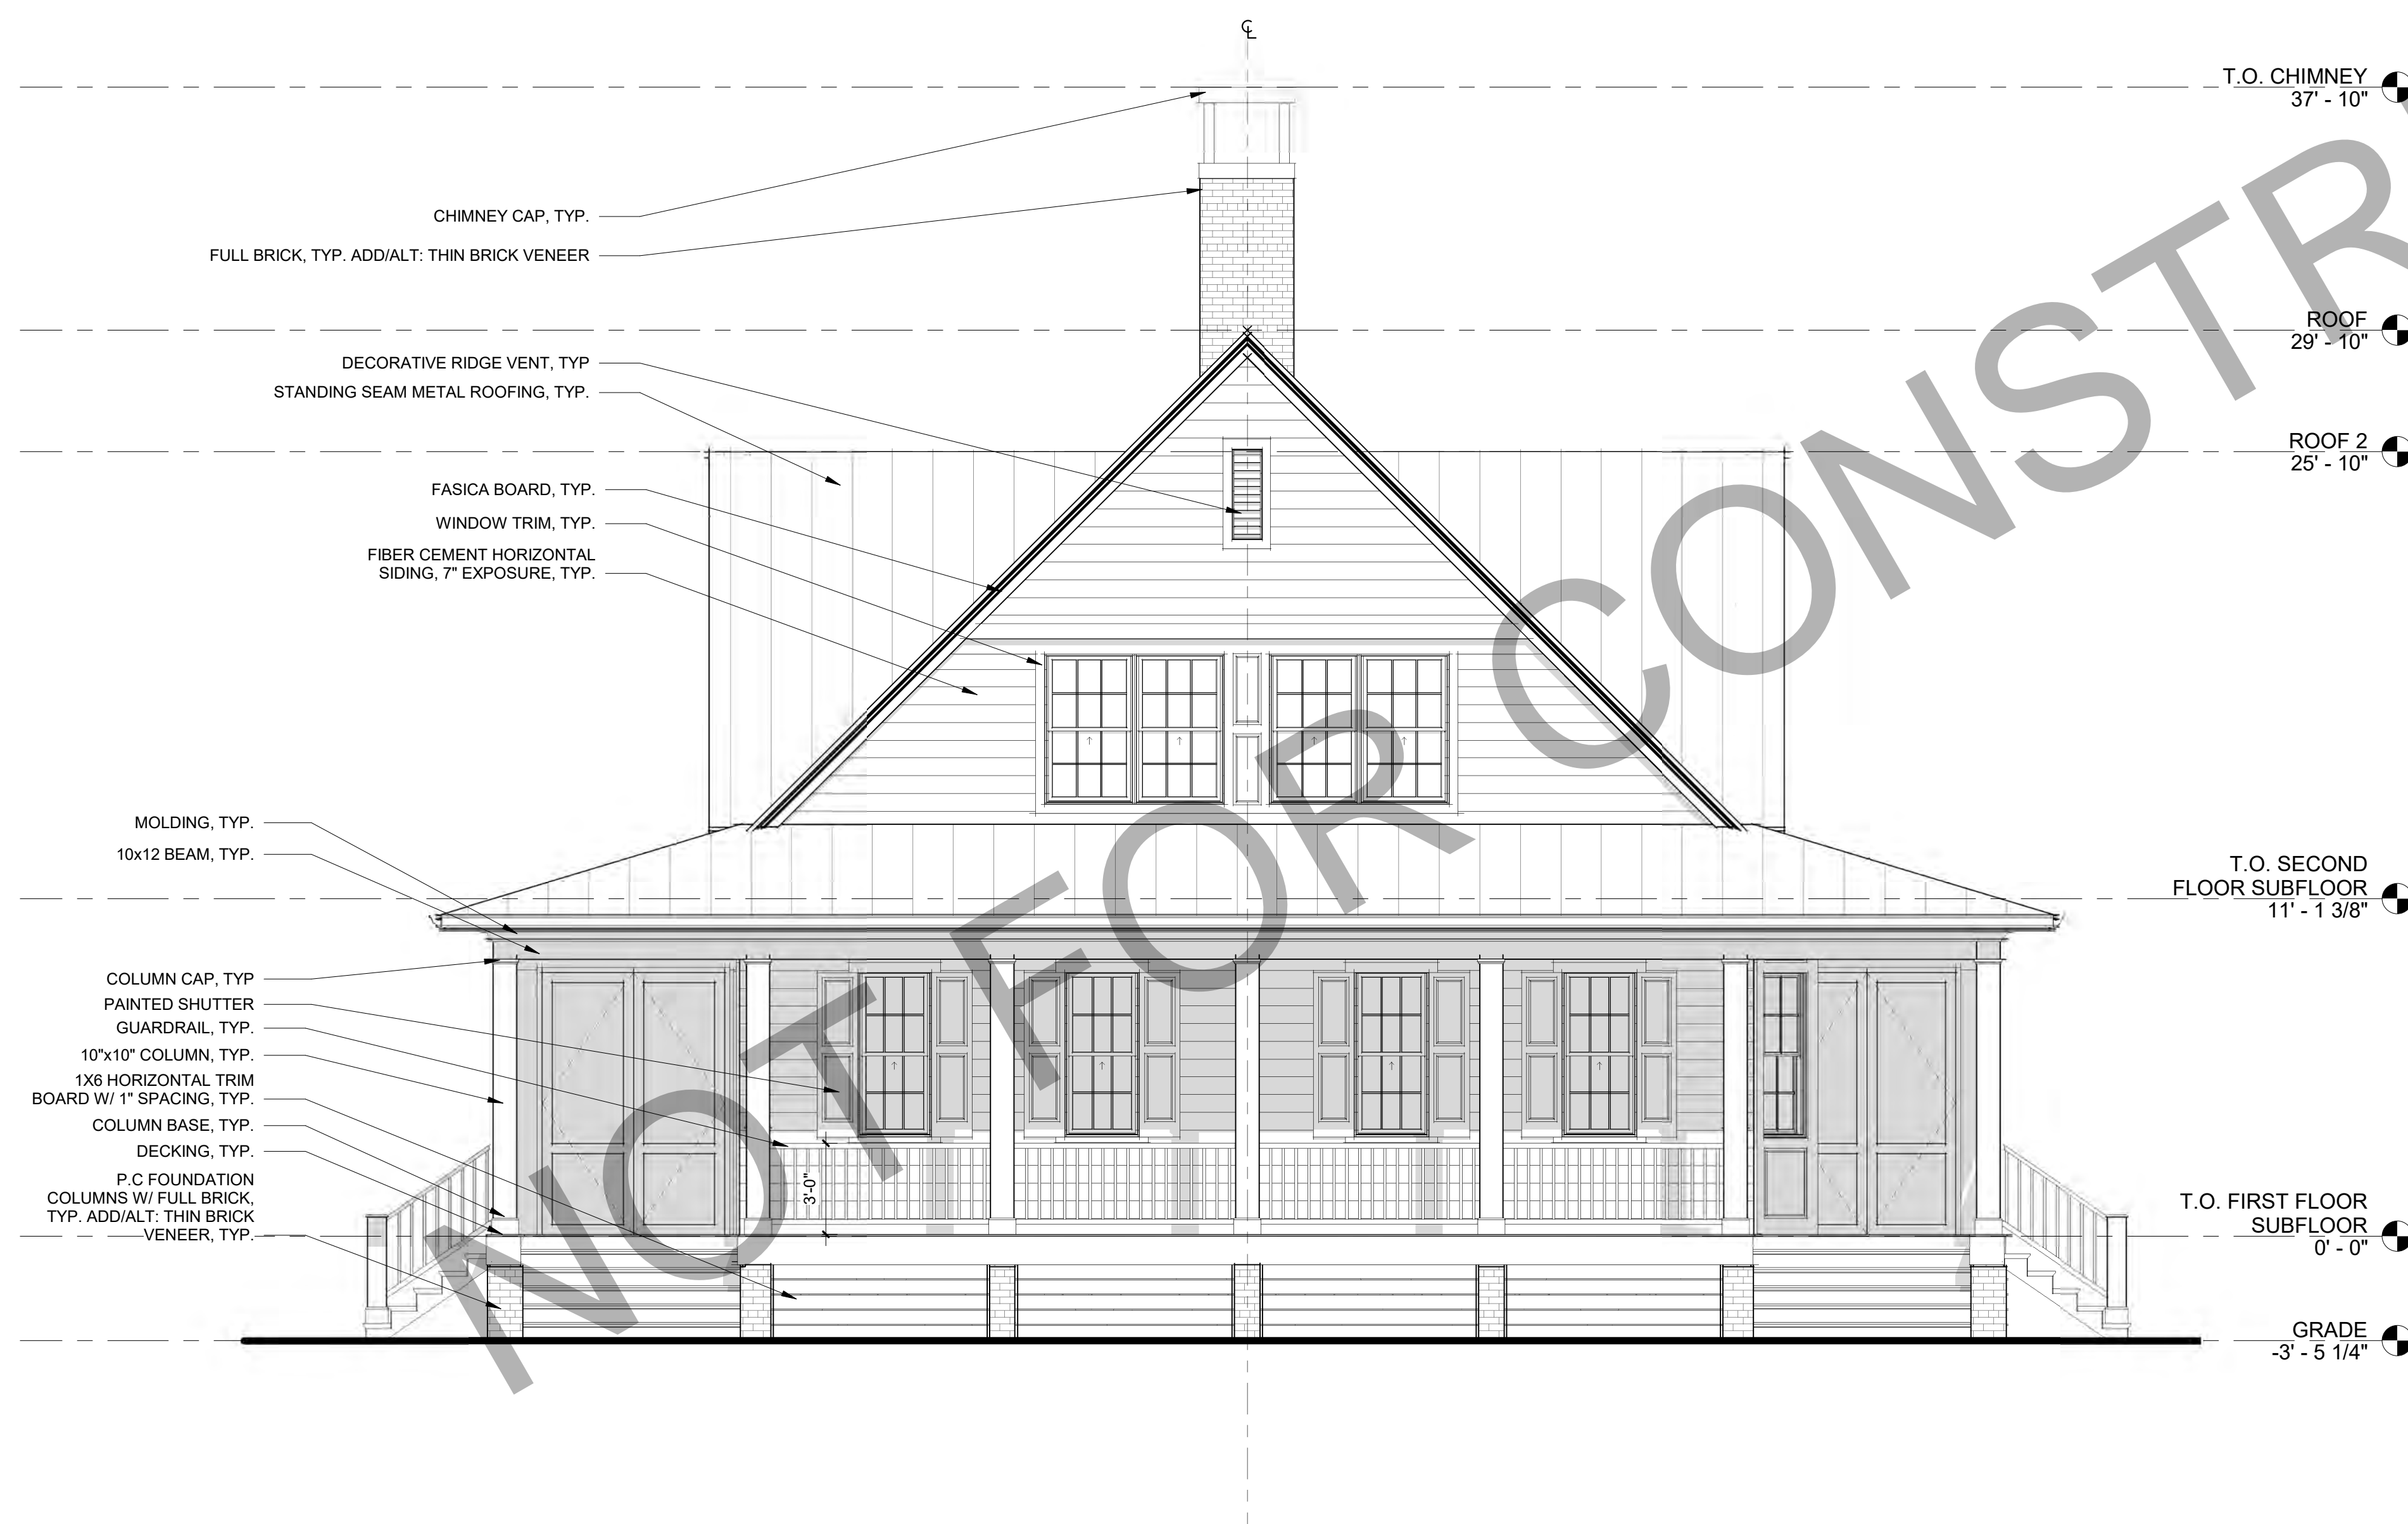 ℄
T.O. CHIMNEY
37' - 10"
CHIMNEY CAP, TYP.
FULL BRICK, TYP. ADD/ALT: THIN BRICK VENEER
ROOF
29' - 10"
DECORATIVE RIDGE VENT, TYP
STANDING SEAM METAL ROOFING, TYP.
ROOF 2
25' - 10"
FASICA BOARD, TYP.
WINDOW TRIM, TYP.
FIBER CEMENT HORIZONTAL
SIDING, 7" EXPOSURE, TYP.
MOLDING, TYP.
10x12 BEAM, TYP.
T.O. SECOND
FLOOR SUBFLOOR
11' - 1 3/8"
COLUMN CAP, TYP
PAINTED SHUTTER
GUARDRAIL, TYP.
10"x10" COLUMN, TYP.
1X6 HORIZONTAL TRIM
BOARD W/ 1" SPACING, TYP.
COLUMN BASE, TYP.
DECKING, TYP.
P.C FOUNDATION
COLUMNS W/ FULL BRICK,
TYP. ADD/ALT: THIN BRICK
VENEER, TYP.
3'-0"
T.O. FIRST FLOOR
SUBFLOOR
0' - 0"
GRADE
-3' - 5 1/4"
NOT FOR CONSTR